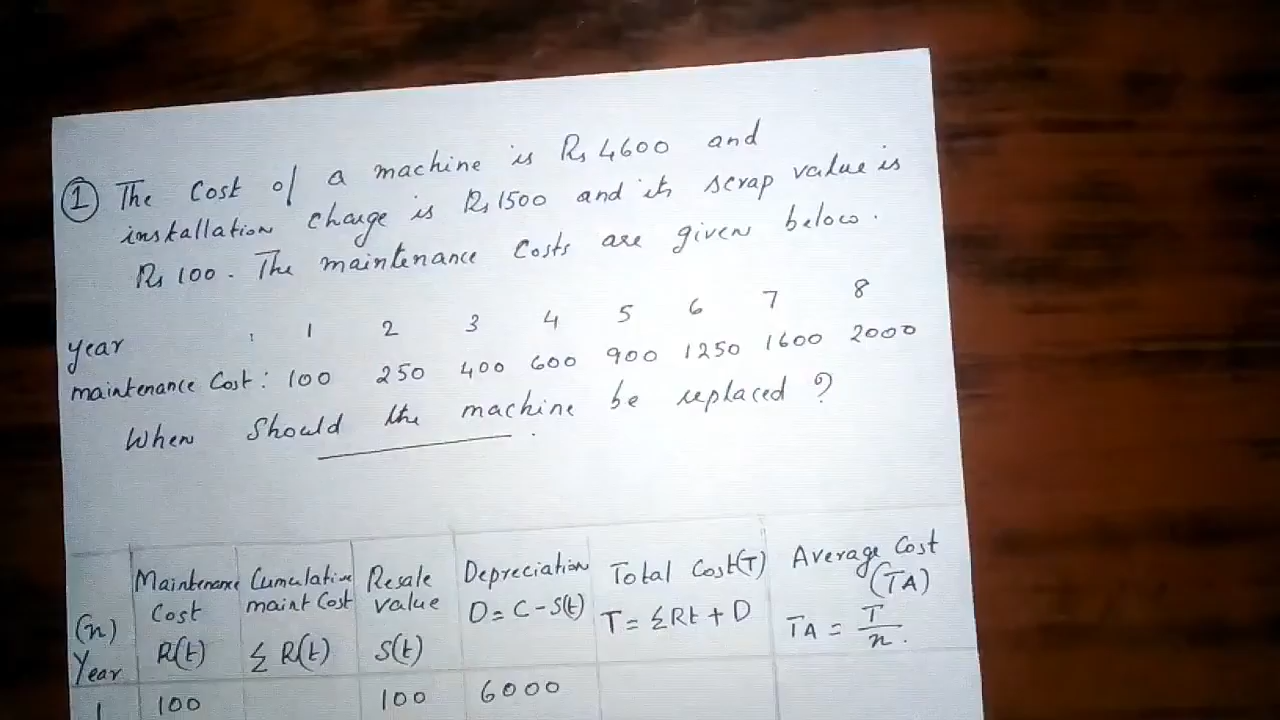 ① The Cost of a machine is Rs 4600 and
installation charge is Rs 1500 and its scrap value is
Rs 100. The maintenance Costs are given below.
year : 1 2 3 4 5 6 7 8
maintenance Cost : 100 250 400 600 900 1250 1600 2000
When Should the machine be replaced ?
(n) Year
Maintenance Cost R(t)
Cumulative maint Cost Σ R(t)
Resale value S(t)
Depreciation D = C - S(t)
Total Cost (T) T = ΣRt + D
Average Cost (TA) TA = T/n.
1 100 100 6000